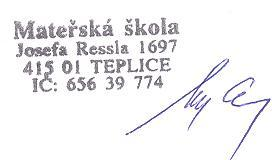 Mateřská škola
Josefa Ressla 1697
415 01 TEPLICE
IČ: 656 39 774